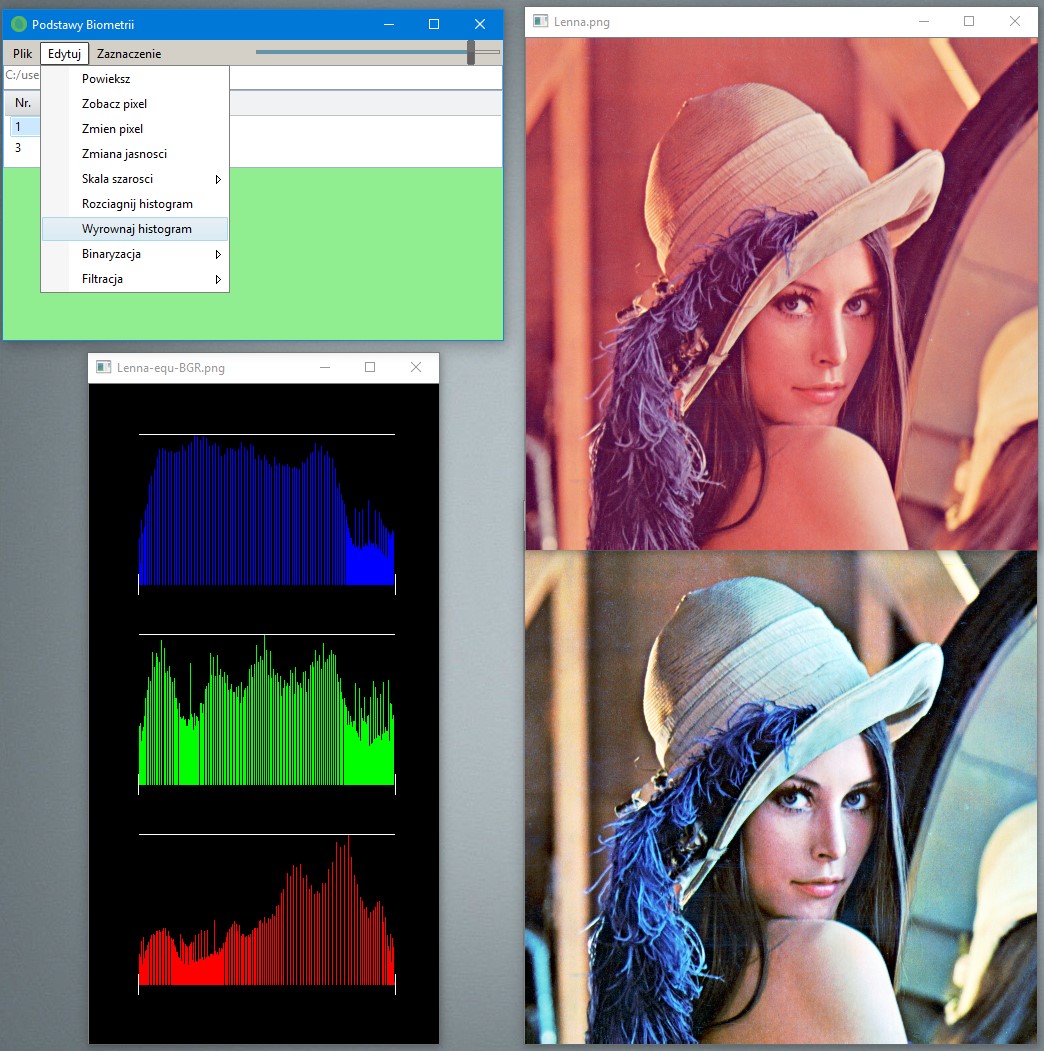 Podstawy Biometrii
Plik Edytuj Zaznaczenie
C:/use
Nr.
1
3
Powieksz
Zobacz pixel
Zmien pixel
Zmiana jasnosci
Skala szarosci
Rozciagnij histogram
Wyrownaj histogram
Binaryzacja
Filtracja
Lenna-equ-BGR.png
Lenna.png